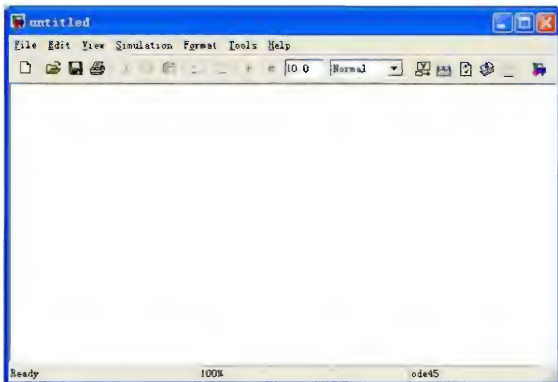 untitled
File Edit View Simulation Format Tools Help
10.0 Normal
Ready 100% ode45